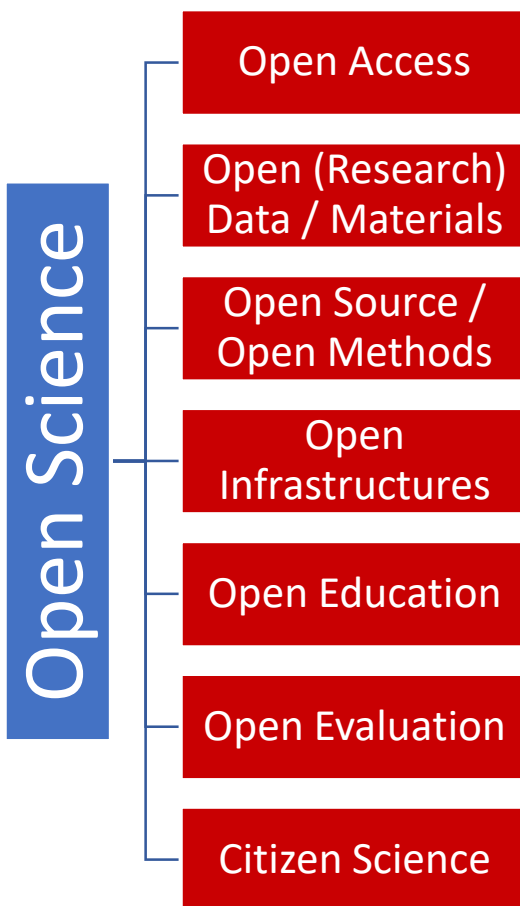 Open Science
Open Access
Open (Research)
Data / Materials
Open Source /
Open Methods
Open
Infrastructures
Open Education
Open Evaluation
Citizen Science